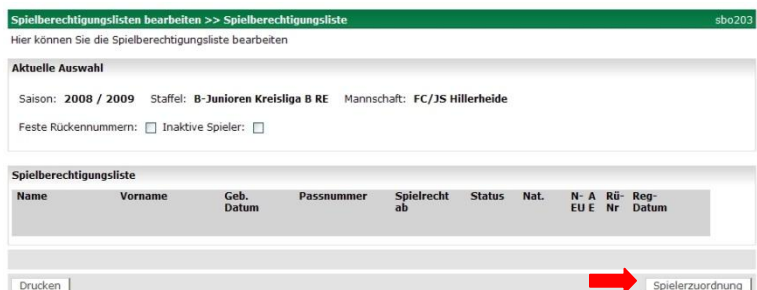 Spielberechtigungslisten bearbeiten >> Spielberechtigungsliste sbo203
Hier können Sie die Spielberechtigungsliste bearbeiten
Aktuelle Auswahl
Saison: 2008 / 2009 Staffel: B-Junioren Kreisliga B RE Mannschaft: FC/JS Hillerheide
Feste Rückennummern: Inaktive Spieler:
Spielberechtigungsliste
Name Vorname Geb. Passnummer Spielrecht Status Nat. N- A Rü- Reg-
Datum ab EU E Nr Datum
Drucken Spielerzuordnung